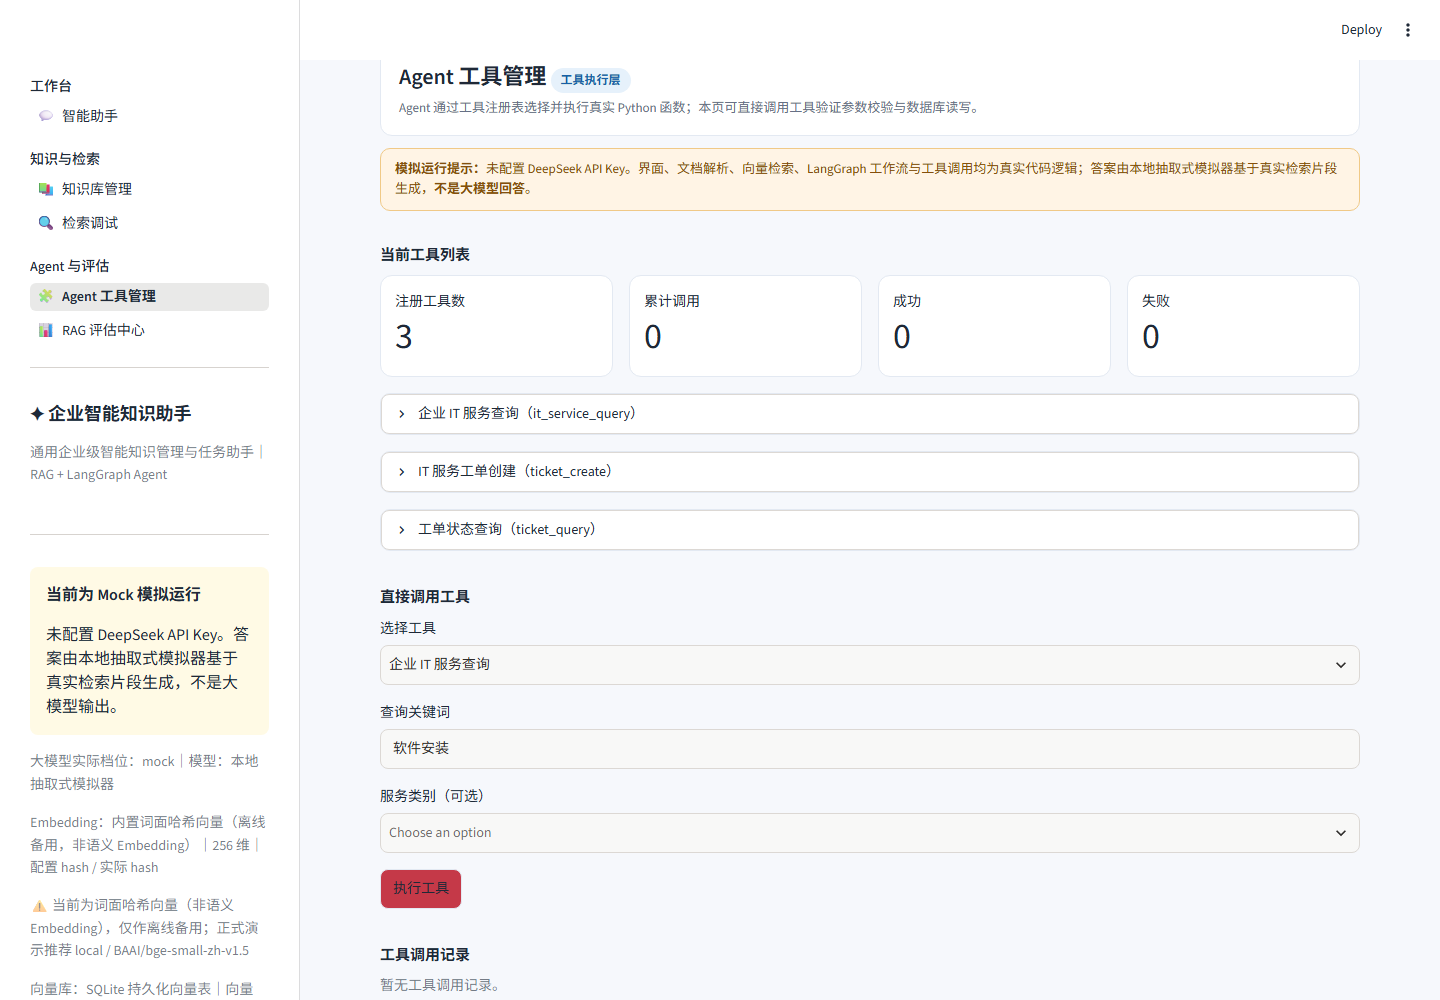 Deploy
工作台
智能助手
知识与检索
知识库管理
检索调试
Agent 与评估
Agent 工具管理
RAG 评估中心
✦ 企业智能知识助手
通用企业级智能知识管理与任务助手｜
RAG + LangGraph Agent
当前为 Mock 模拟运行
未配置 DeepSeek API Key。答
案由本地抽取式模拟器基于
真实检索片段生成，不是大
模型输出。
大模型实际档位：mock｜模型：本地
抽取式模拟器
Embedding：内置词面哈希向量（离线
备用，非语义 Embedding）｜256 维｜
配置 hash / 实际 hash
⚠️ 当前为词面哈希向量（非语义
Embedding），仅作离线备用；正式演
示推荐 local / BAAI/bge-small-zh-v1.5
向量库：SQLite 持久化向量表｜向量
Agent 工具管理 工具执行层
Agent 通过工具注册表选择并执行真实 Python 函数；本页可直接调用工具验证参数校验与数据库读写。
模拟运行提示：未配置 DeepSeek API Key。界面、文档解析、向量检索、LangGraph 工作流与工具调用均为真实代码逻辑；答案由本地抽取式模拟器基于真实检索片段
生成，不是大模型回答。
当前工具列表
注册工具数
3
累计调用
0
成功
0
失败
0
企业 IT 服务查询（it_service_query）
IT 服务工单创建（ticket_create）
工单状态查询（ticket_query）
直接调用工具
选择工具
企业 IT 服务查询
查询关键词
软件安装
服务类别（可选）
Choose an option
执行工具
工具调用记录
暂无工具调用记录。